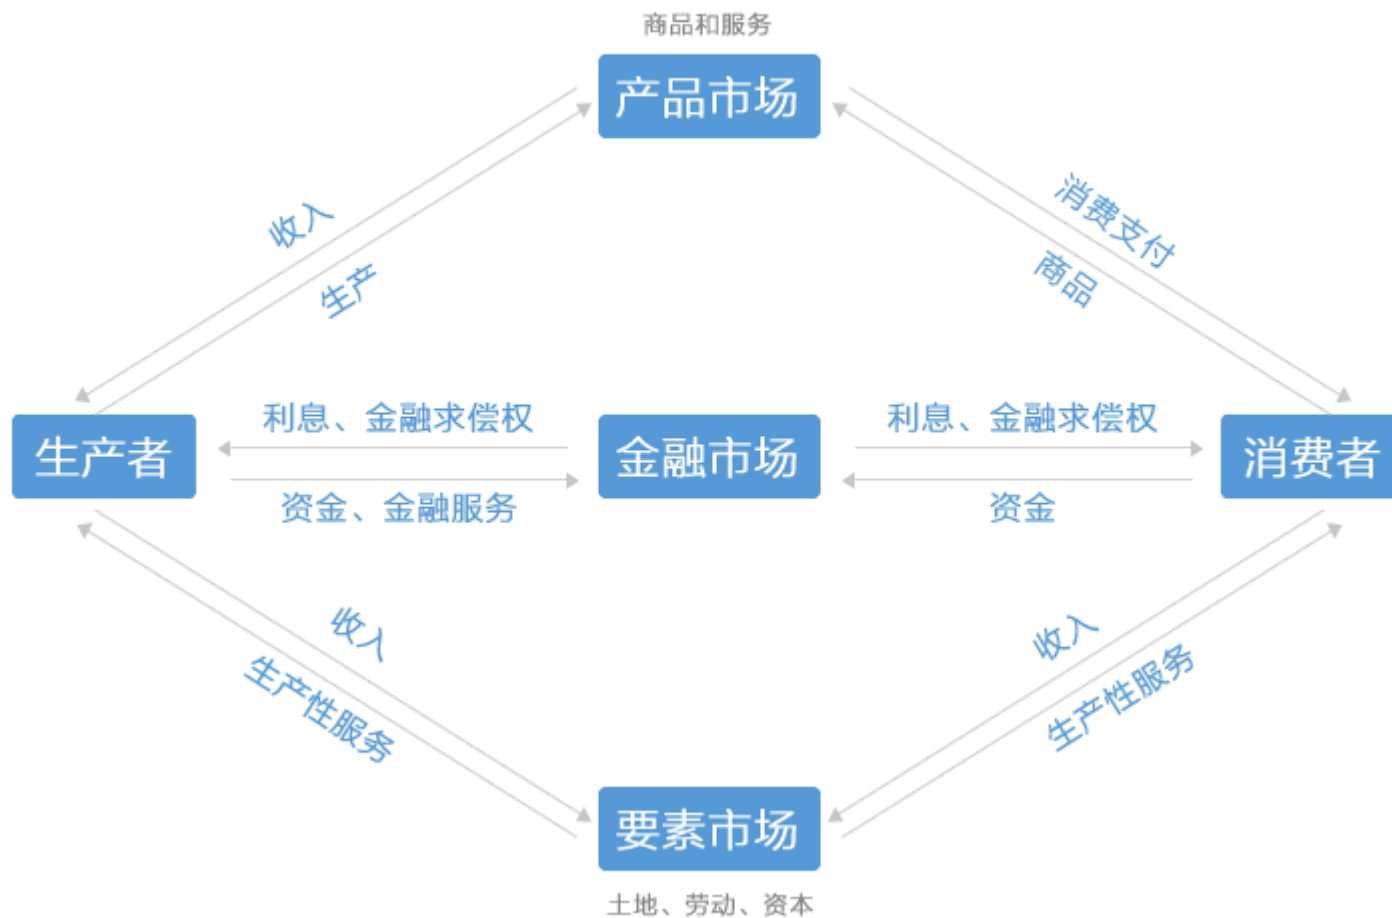 商品和服务
产品市场
收入
生产
消费支付
商品
生产者
利息、金融求偿权
资金、金融服务
金融市场
利息、金融求偿权
资金
消费者
收入
生产性服务
收入
生产性服务
要素市场
土地、劳动、资本